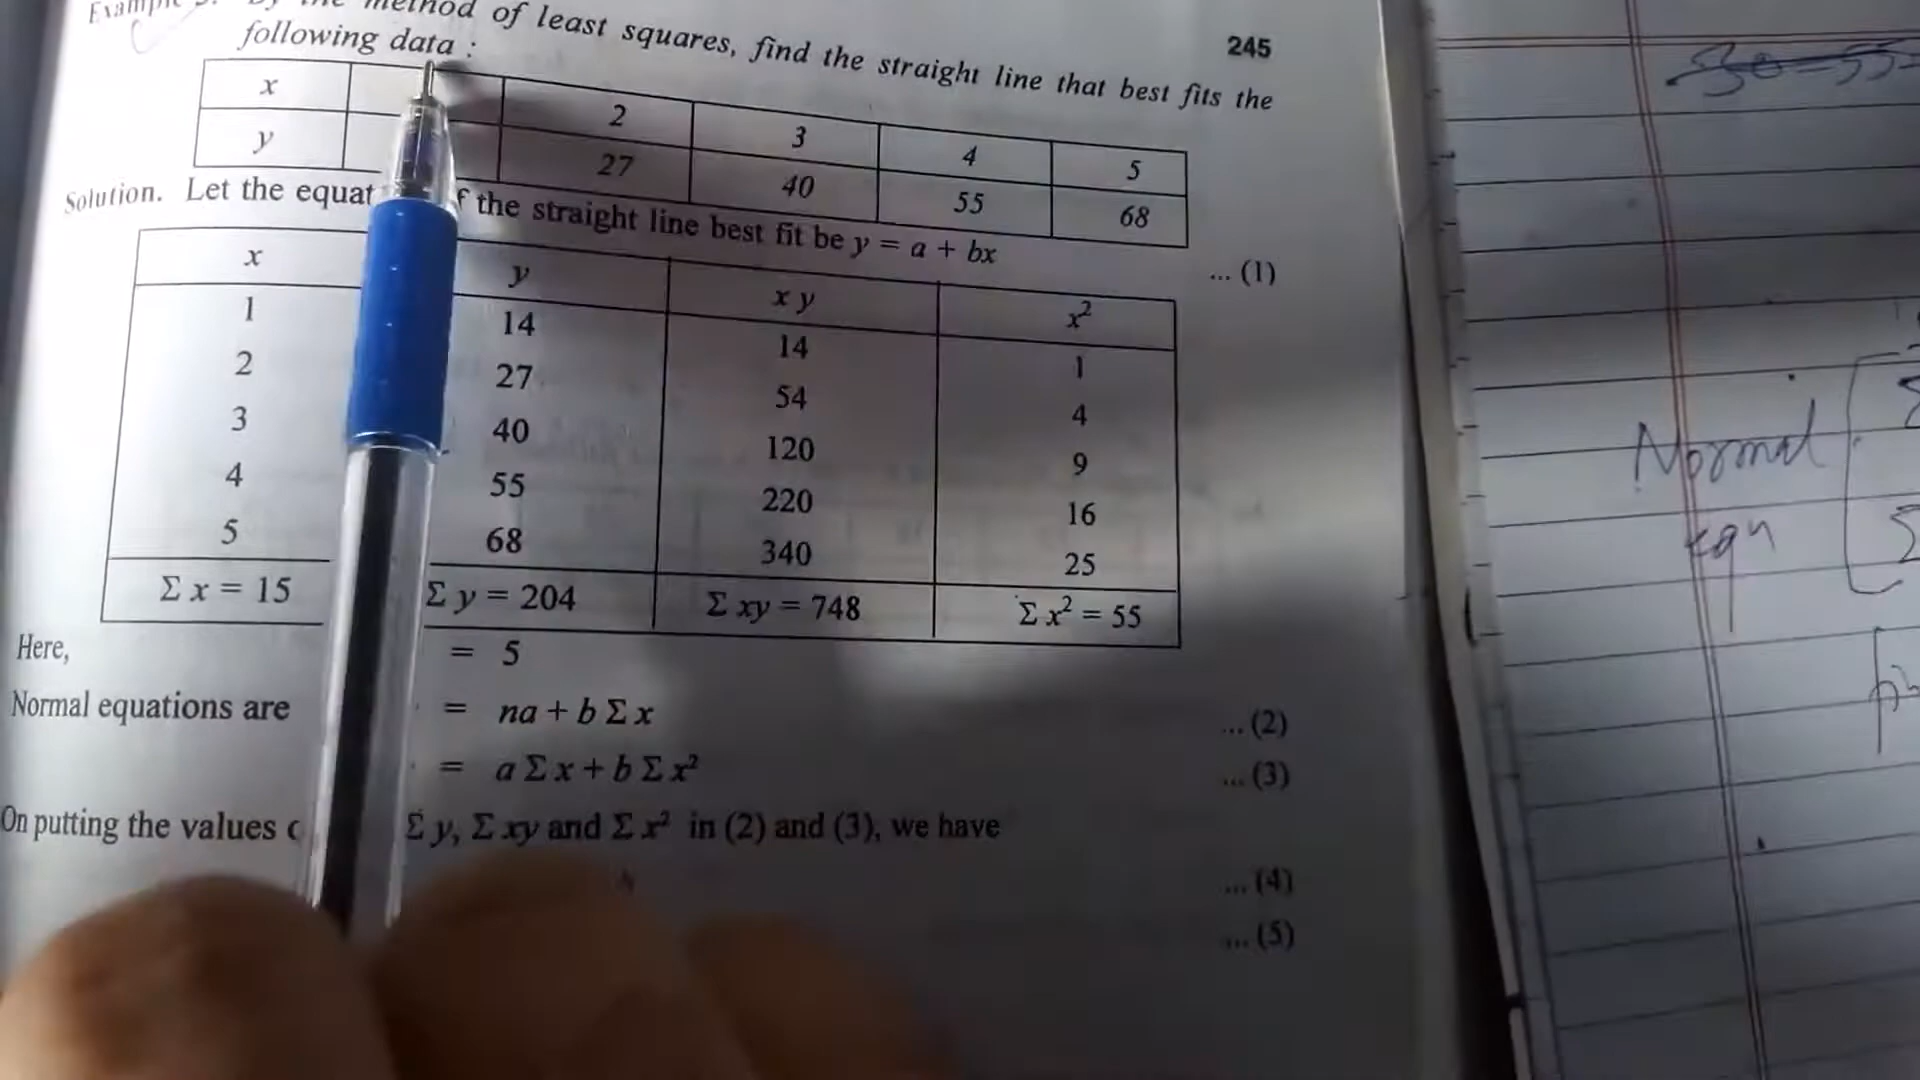 245
method of least squares, find the straight line that best fits the
following data :
x 2 3 4 5
y 27 40 55 68
Solution. Let the equat f the straight line best fit be y = a + bx ... (1)
x y x y x²
1 14 14 1
2 27 54 4
3 40 120 9
4 55 220 16
5 68 340 25
Σ x = 15 Σ y = 204 Σ xy = 748 Σ x² = 55
Here, = 5
Normal equations are = na + b Σ x ... (2)
= a Σ x + b Σ x² ... (3)
On putting the values Σ y, Σ xy and Σ x² in (2) and (3), we have
... (4)
... (5)
Normal
eqn